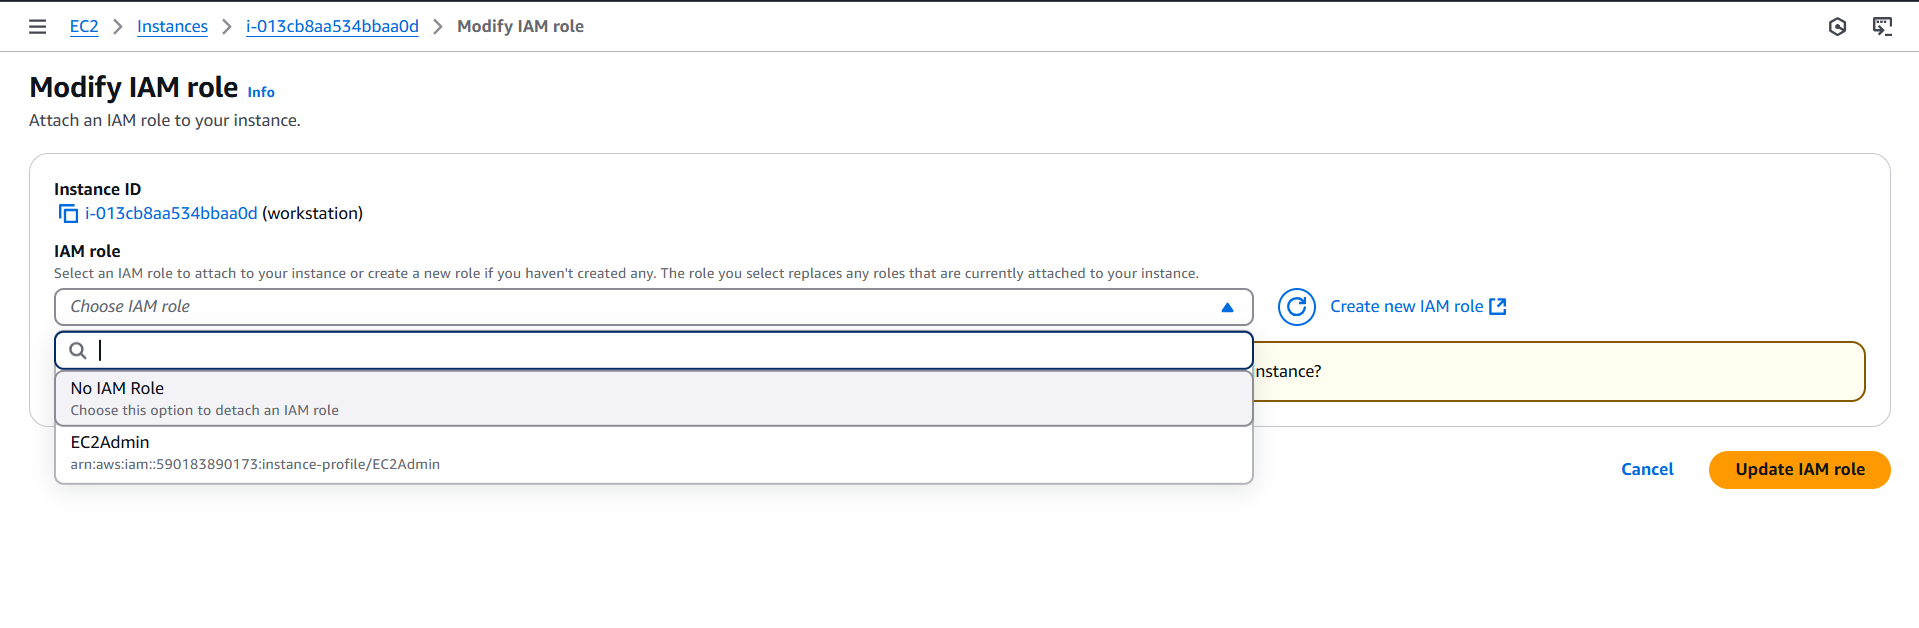 EC2 > Instances > i-013cb8aa534bbaa0d > Modify IAM role
Modify IAM role Info
Attach an IAM role to your instance.
Instance ID
i-013cb8aa534bbaa0d (workstation)
IAM role
Select an IAM role to attach to your instance or create a new role if you haven't created any. The role you select replaces any roles that are currently attached to your instance.
Choose IAM role
Create new IAM role
nstance?
No IAM Role
Choose this option to detach an IAM role
EC2Admin
arn:aws:iam::590183890173:instance-profile/EC2Admin
Cancel
Update IAM role